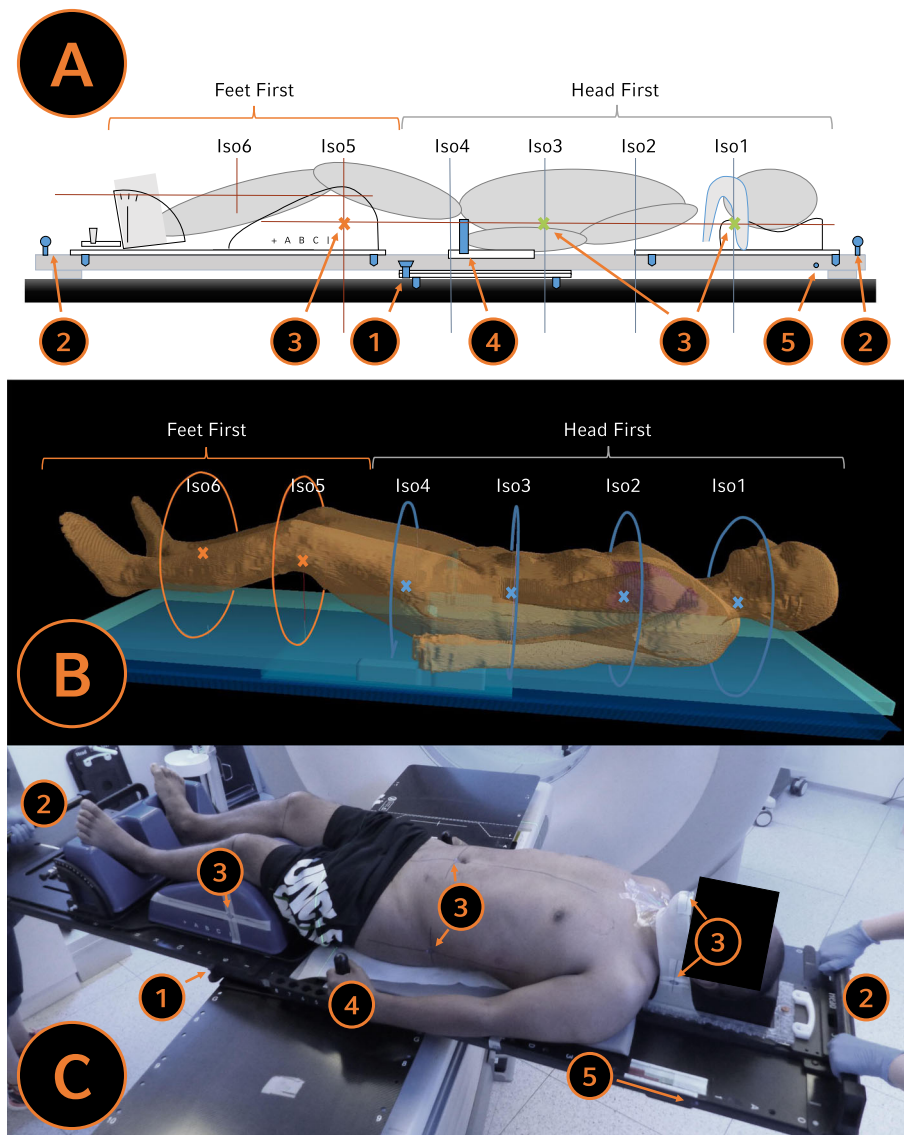 A
Feet First
Head First
Iso6
Iso5
Iso4
Iso3
Iso2
Iso1
+ A B C I
2
3
1
4
3
5
2
Feet First
Head First
Iso6
Iso5
Iso4
Iso3
Iso2
Iso1
B
2
3
3
3
A B C
1
4
2
5
C